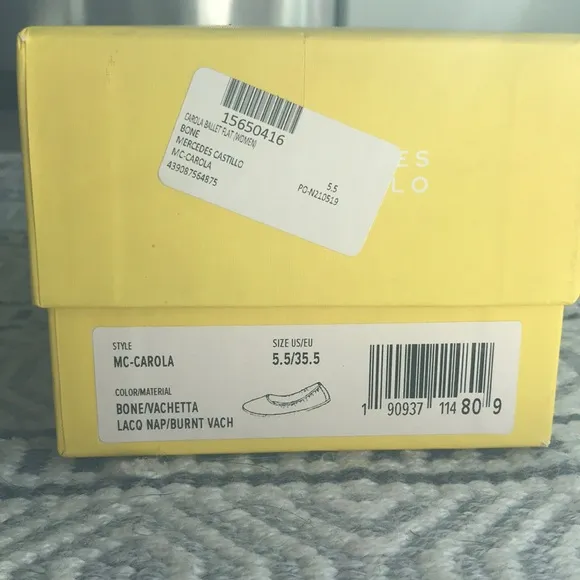 15650416
CAROLA BALLET FLAT (WOMEN)
BONE
MERCEDES CASTILLO
MC-CAROLA
439087564875
5.5
PO-N210519
ES
LO
STYLE
MC-CAROLA
SIZE US/EU
5.5/35.5
COLOR/MATERIAL
BONE/VACHETTA
LACQ NAP/BURNT VACH
1 90937 114 80 9